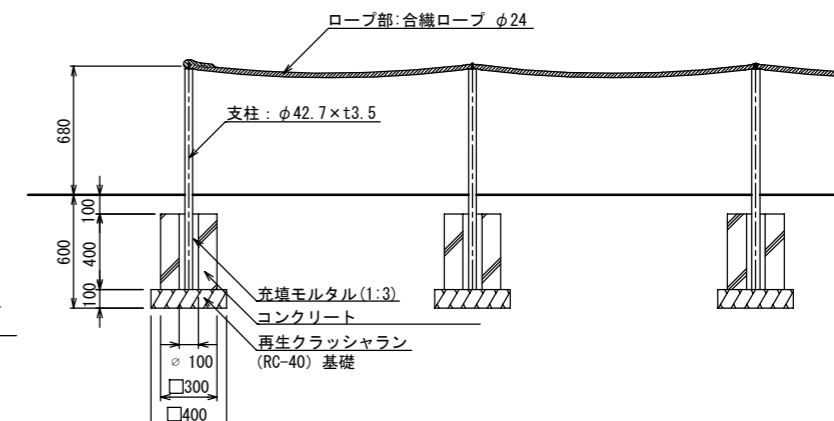 ロープ部:合繊ロープ φ24
支柱：φ42.7×t3.5
680
100
600
400
100
充填モルタル(1:3)
コンクリート
再生クラッシャラン
(RC-40) 基礎
⌀ 100
□300
□400